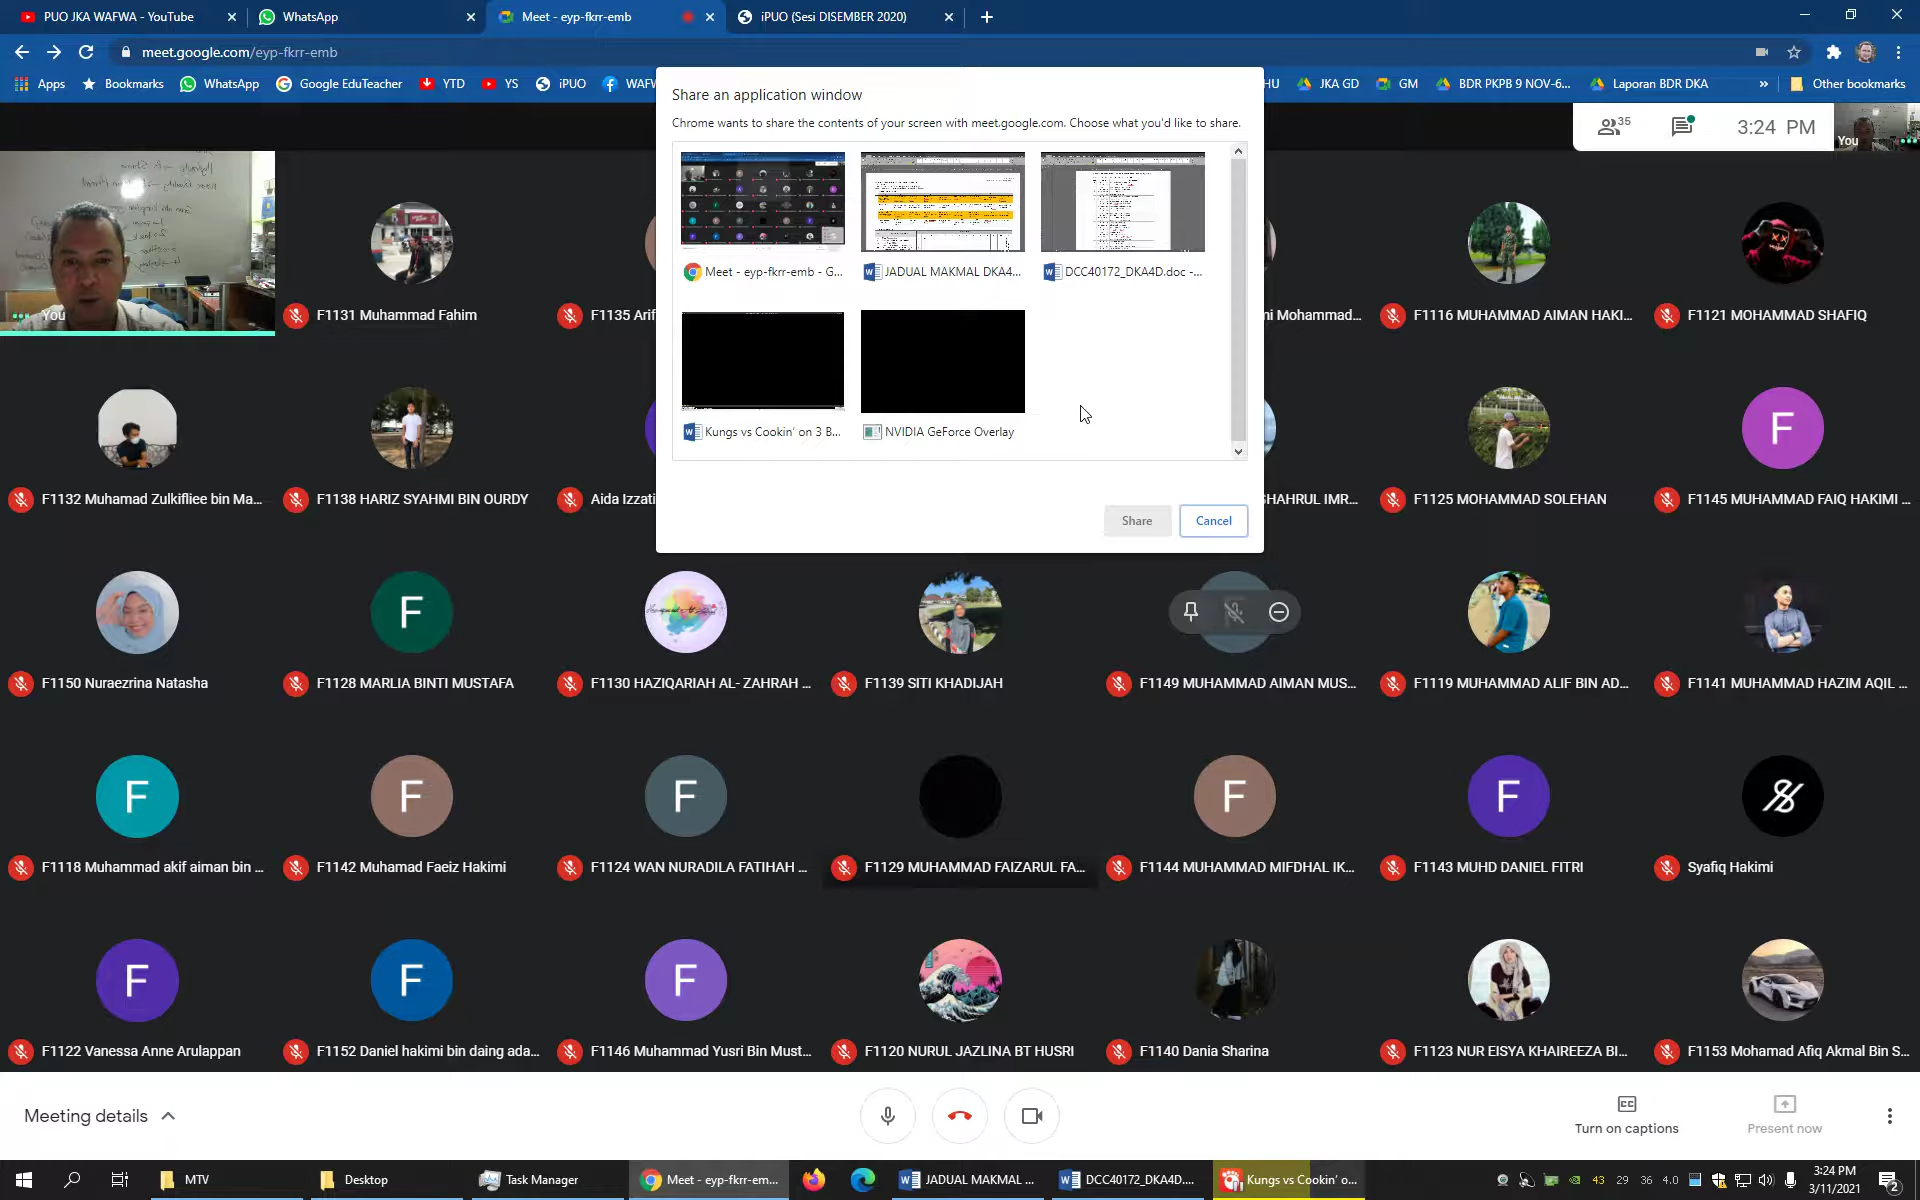 PUO JKA WAFWA - YouTube
WhatsApp
Meet - eyp-fkrr-emb
iPUO (Sesi DISEMBER 2020)
meet.google.com/eyp-fkrr-emb
Apps
Bookmarks
WhatsApp
Google EduTeacher
YTD
YS
iPUO
WAFW
HU
JKA GD
GM
BDR PKPB 9 NOV-6...
Laporan BDR DKA
»
Other bookmarks
Share an application window
Chrome wants to share the contents of your screen with meet.google.com. Choose what you'd like to share.
Meet - eyp-fkrr-emb - G...
JADUAL MAKMAL DKA4...
DCC40172_DKA4D.doc -...
Kungs vs Cookin' on 3 B...
NVIDIA GeForce Overlay
Share
Cancel
35
3:24 PM
You
You
F1131 Muhammad Fahim
F1135 Arif
ni Mohammad...
F1116 MUHAMMAD AIMAN HAKI...
F1121 MOHAMMAD SHAFIQ
F
F1132 Muhamad Zulkifliee bin Ma...
F1138 HARIZ SYAHMI BIN OURDY
Aida Izzati
SHAHRUL IMR...
F1125 MOHAMMAD SOLEHAN
F1145 MUHAMMAD FAIQ HAKIMI ...
F
F1150 Nuraezrina Natasha
F1128 MARLIA BINTI MUSTAFA
F1130 HAZIQARIAH AL- ZAHRAH ...
F1139 SITI KHADIJAH
F1149 MUHAMMAD AIMAN MUS...
F1119 MUHAMMAD ALIF BIN AD...
F1141 MUHAMMAD HAZIM AQIL ...
F
F
F
F
F
F1118 Muhammad akif aiman bin ...
F1142 Muhamad Faeiz Hakimi
F1124 WAN NURADILA FATIHAH ...
F1129 MUHAMMAD FAIZARUL FA...
F1144 MUHAMMAD MIFDHAL IK...
F1143 MUHD DANIEL FITRI
Syafiq Hakimi
F
F
F
F1122 Vanessa Anne Arulappan
F1152 Daniel hakimi bin daing ada...
F1146 Muhammad Yusri Bin Must...
F1120 NURUL JAZLINA BT HUSRI
F1140 Dania Sharina
F1123 NUR EISYA KHAIREEZA BI...
F1153 Mohamad Afiq Akmal Bin S...
Meeting details
Turn on captions
Present now
MTV
Desktop
Task Manager
Meet - eyp-fkrr-em...
JADUAL MAKMAL ...
DCC40172_DKA4D....
Kungs vs Cookin' o...
43
29
36
4.0
3:24 PM
3/11/2021
2